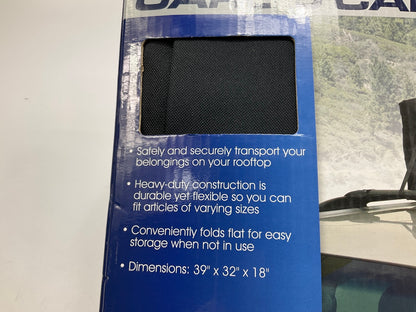 • Safely and securely transport your
belongings on your rooftop
• Heavy-duty construction is
durable yet flexible so you can
fit articles of varying sizes
• Conveniently folds flat for easy
storage when not in use
• Dimensions: 39" x 32" x 18"